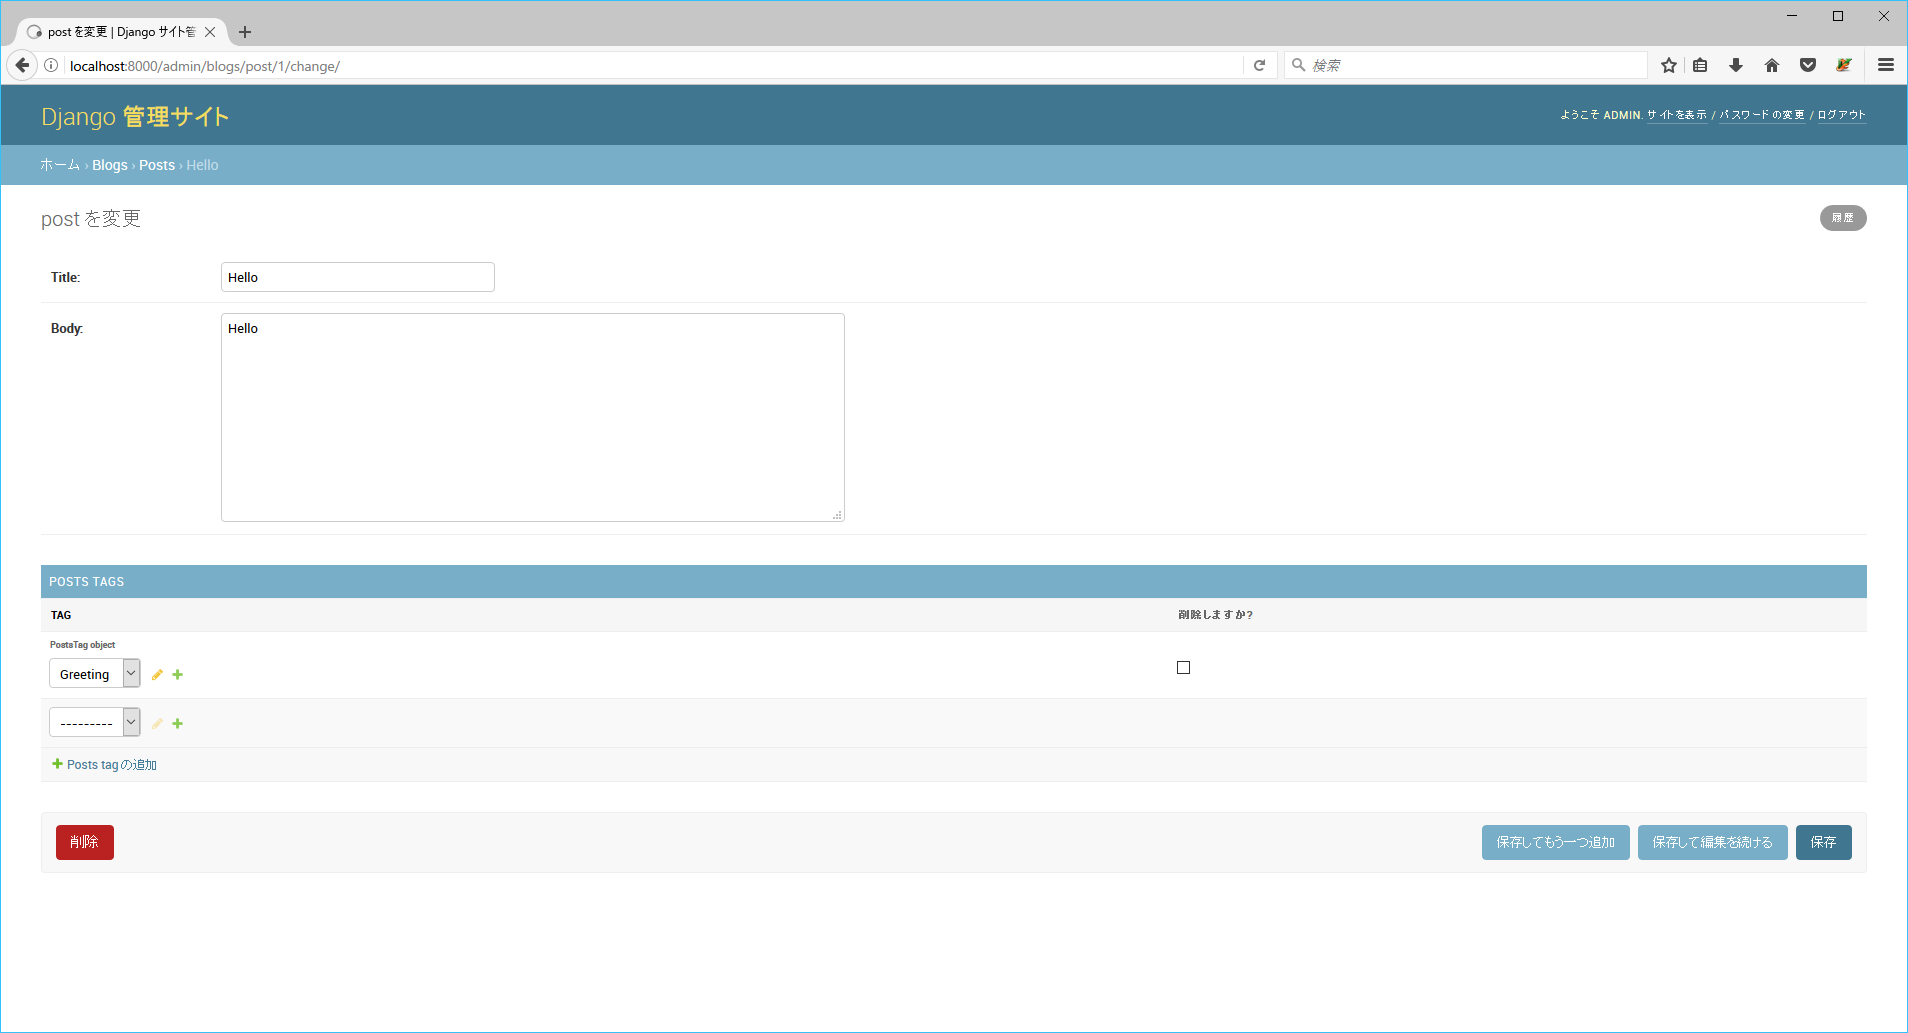 post を変更 | Django サイト管
localhost:8000/admin/blogs/post/1/change/
検索
Django 管理サイト
ようこそ ADMIN. サイトを表示 / パスワードの変更 / ログアウト
ホーム › Blogs › Posts › Hello
post を変更
履歴
Title:
Hello
Body:
Hello
POSTS TAGS
TAG
削除しますか?
PostsTag object
Greeting
---------
Posts tag の追加
削除
保存してもう一つ追加
保存して編集を続ける
保存